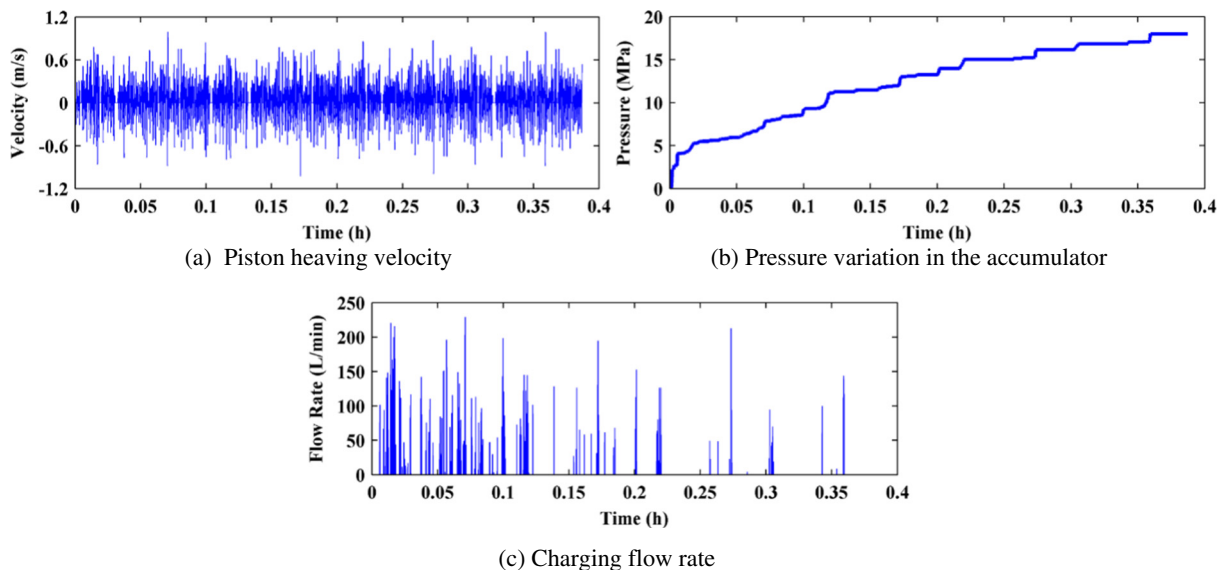 1.2
0.6
0
-0.6
-1.2
Velocity (m/s)
0 0.05 0.1 0.15 0.2 0.25 0.3 0.35 0.4
Time (h)
(a) Piston heaving velocity
20
15
10
5
0
Pressure (MPa)
0 0.05 0.1 0.15 0.2 0.25 0.3 0.35 0.4
Time (h)
(b) Pressure variation in the accumulator
250
200
150
100
50
0
Flow Rate (L/min)
0 0.05 0.1 0.15 0.2 0.25 0.3 0.35 0.4
Time (h)
(c) Charging flow rate